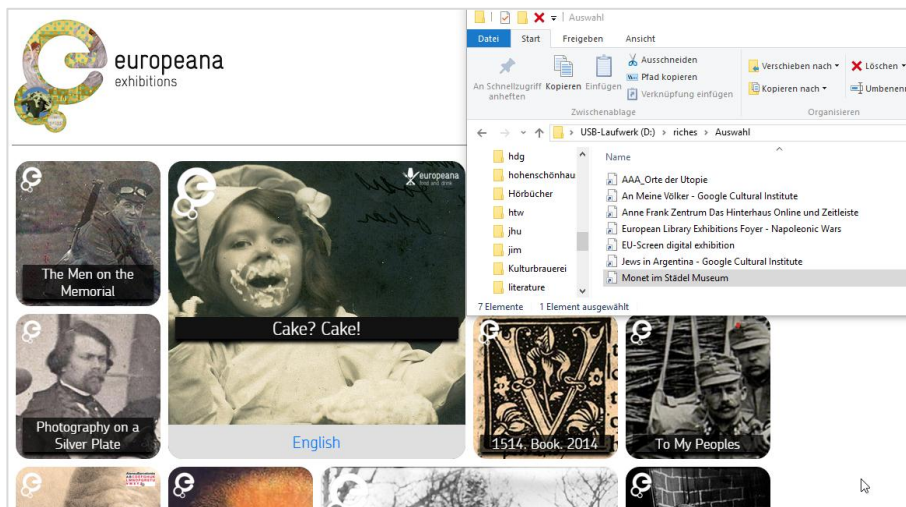 europeana
exhibitions
The Men on the
Memorial
europeana
food and drink
Cake? Cake!
English
Photography on a
Silver Plate
1514. Book. 2014
To My Peoples
Auswahl
Datei Start Freigeben Ansicht
An Schnellzugriff
anheften
Kopieren
Einfügen
Ausschneiden
Pfad kopieren
Verknüpfung einfügen
Zwischenablage
Verschieben nach
Kopieren nach
Löschen
Umbenenn
Organisieren
USB-Laufwerk (D:) > riches > Auswahl
hdg
hohenschönhau
Hörbücher
htw
jhu
jim
Kulturbrauerei
literature
Name
AAA_Orte der Utopie
An Meine Völker - Google Cultural Institute
Anne Frank Zentrum Das Hinterhaus Online und Zeitleiste
European Library Exhibitions Foyer - Napoleonic Wars
EU-Screen digital exhibition
Jews in Argentina - Google Cultural Institute
Monet im Städel Museum
7 Elemente 1 Element ausgewählt